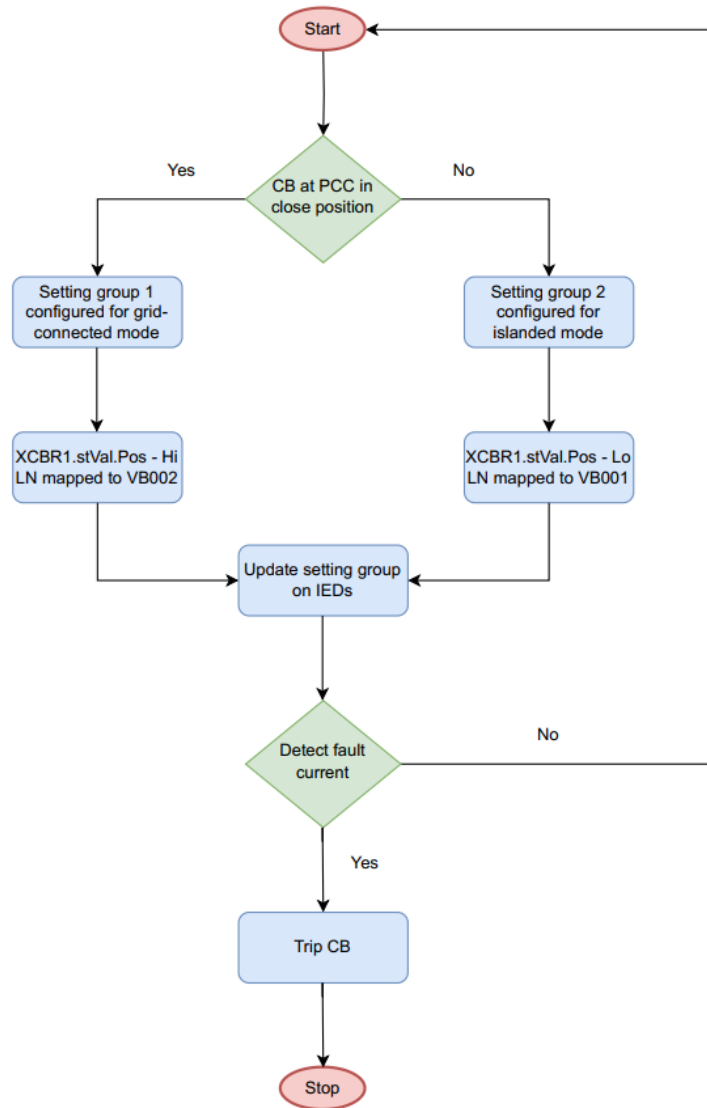 Start
CB at PCC in
close position
Yes
No
Setting group 1
configured for grid-
connected mode
Setting group 2
configured for
islanded mode
XCBR1.stVal.Pos - Hi
LN mapped to VB002
XCBR1.stVal.Pos - Lo
LN mapped to VB001
Update setting group
on IEDs
Detect fault
current
No
Yes
Trip CB
Stop